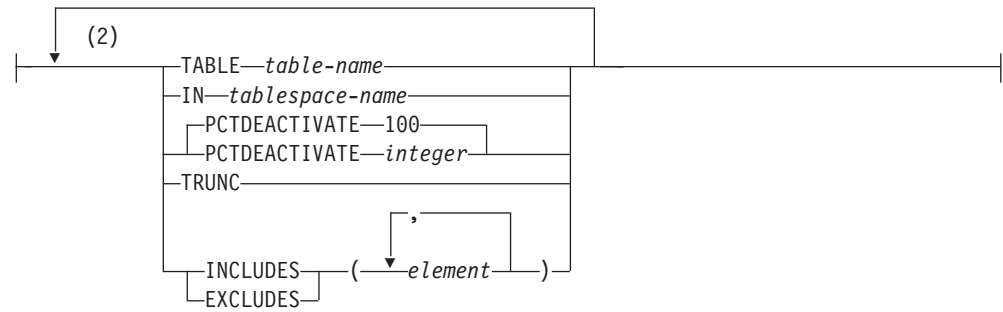 (2)
TABLE table-name
IN tablespace-name
PCTDEACTIVATE 100
PCTDEACTIVATE integer
TRUNC
,
INCLUDES ( element )
EXCLUDES